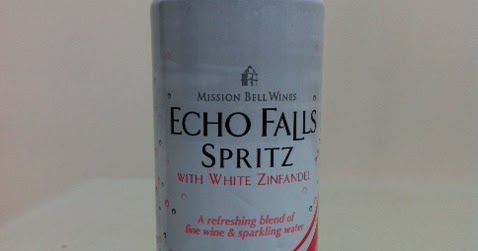 MISSION BELL WINES
ECHO FALLS
SPRITZ
WITH WHITE ZINFANDEL
A refreshing blend of
fine wine & sparkling water